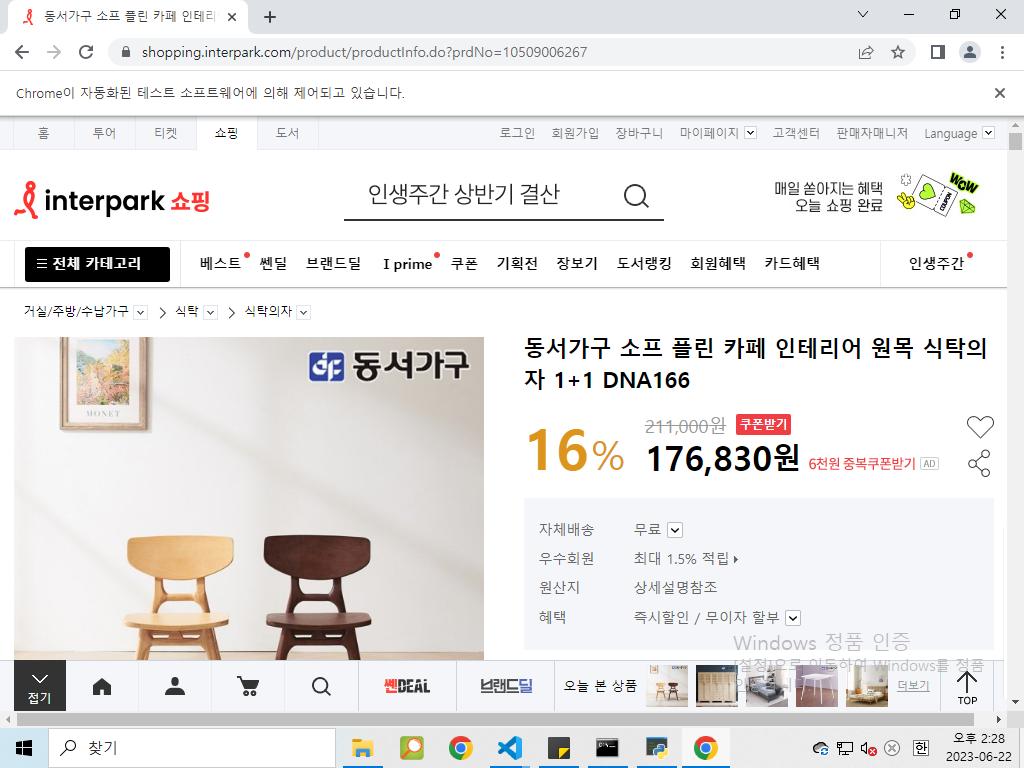 동서가구 소프 플린 카페 인테리
shopping.interpark.com/product/productInfo.do?prdNo=10509006267
Chrome이 자동화된 테스트 소프트웨어에 의해 제어되고 있습니다.
홈 투어 티켓 쇼핑 도서 로그인 회원가입 장바구니 마이페이지 고객센터 판매자매니저 Language
interpark 쇼핑
인생주간 상반기 결산
매일 쏟아지는 혜택
오늘 쇼핑 완료
WOW
COUPON
전체 카테고리 베스트 쎈딜 브랜드딜 I prime 쿠폰 기획전 장보기 도서랭킹 회원혜택 카드혜택 인생주간
거실/주방/수납가구 식탁 식탁의자
MONET
동서가구
동서가구 소프 플린 카페 인테리어 원목 식탁의
자 1+1 DNA166
16% 211,000원 쿠폰받기
176,830원 6천원 중복쿠폰받기 AD
자체배송 무료
우수회원 최대 1.5% 적립
원산지 상세설명참조
혜택 즉시할인 / 무이자 할부
Windows 정품 인증
[설정]으로 이동하여 Windows를 정품
접기 쎈DEAL 브랜드딜 오늘 본 상품 더보기 TOP
찾기
한
오후 2:28
2023-06-22